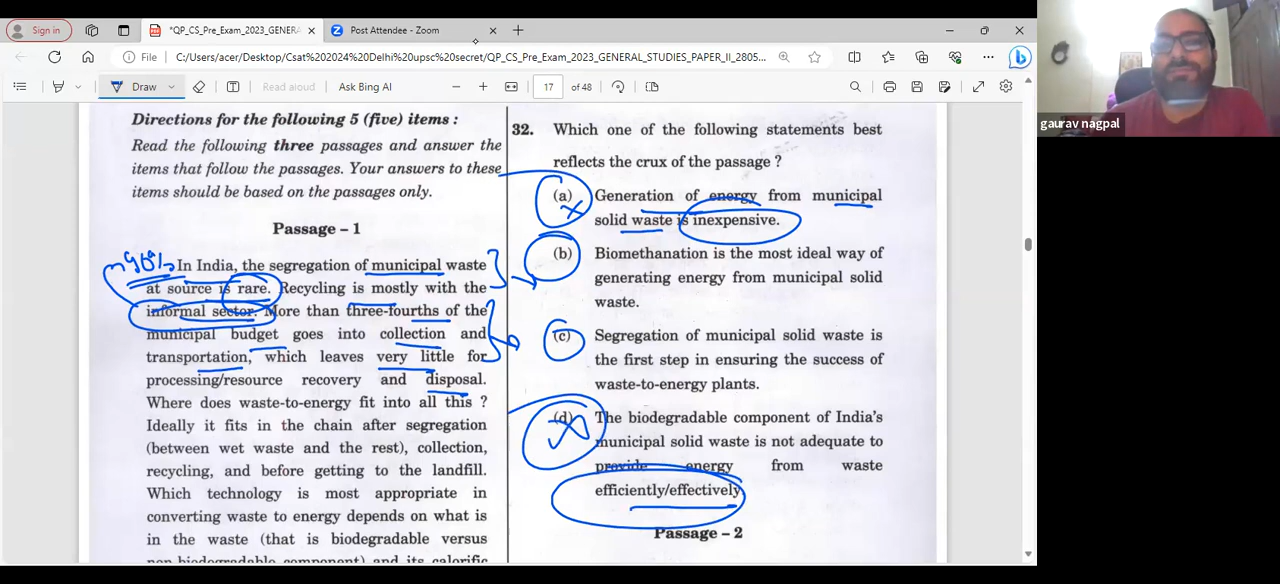 Sign in
*QP_CS_Pre_Exam_2023_GENERA
Post Attendee - Zoom
File
C:/Users/acer/Desktop/Csat%202024%20Delhi%20upsc%20secret/QP_CS_Pre_Exam_2023_GENERAL_STUDIES_PAPER_II_2805...
Draw
Read aloud
Ask Bing AI
17
of 48
gaurav nagpal
Directions for the following 5 (five) items :
Read the following three passages and answer the
items that follow the passages. Your answers to these
items should be based on the passages only.
Passage – 1
In India, the segregation of municipal waste
at source is rare. Recycling is mostly with the
informal sector. More than three-fourths of the
municipal budget goes into collection and
transportation, which leaves very little for
processing/resource recovery and disposal.
Where does waste-to-energy fit into all this ?
Ideally it fits in the chain after segregation
(between wet waste and the rest), collection,
recycling, and before getting to the landfill.
Which technology is most appropriate in
converting waste to energy depends on what is
in the waste (that is biodegradable versus
non-biodegradable component) and its calorific
32. Which one of the following statements best
reflects the crux of the passage ?
(a) Generation of energy from municipal
solid waste is inexpensive.
(b) Biomethanation is the most ideal way of
generating energy from municipal solid
waste.
(c) Segregation of municipal solid waste is
the first step in ensuring the success of
waste-to-energy plants.
(d) The biodegradable component of India's
municipal solid waste is not adequate to
provide energy from waste
efficiently/effectively.
Passage – 2